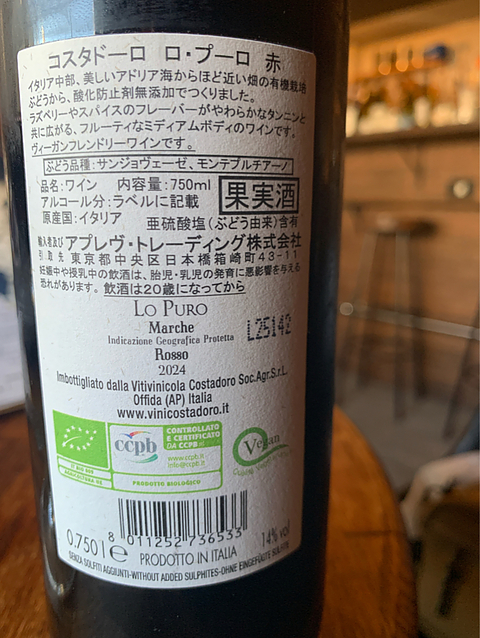 コスタドーロ ロ・プーロ 赤
イタリア中部、美しいアドリア海からほど近い畑の有機栽培
ぶどうから、酸化防止剤無添加でつくりました。
ラズベリーやスパイスのフレーバーがやわらかなタンニンと
共に広がる、フルーティなミディアムボディのワインです。
ヴィーガンフレンドリーワインです。
ぶどう品種:サンジョヴェーゼ、モンテプルチアーノ
品名:ワイン 内容量:750ml
アルコール分:ラベルに記載
果実酒
原産国:イタリア 亜硫酸塩(ぶどう由来)含有
輸入者及び引取先 アプレヴ・トレーディング株式会社
東京都中央区日本橋箱崎町43-11
妊娠中や授乳中の飲酒は、胎児・乳児の発育に悪影響を与える
恐れがあります。飲酒は20歳になってから
LO PURO
Marche
Indicazione Geografica Protetta
ROSSO
2024
L25142
Imbottigliato dalla Vitivinicola Costadoro Soc.Agr.S.r.L.
Offida (AP) Italia
www.vinicostadoro.it
ccpb
CONTROLLATO
E CERTIFICATO
DA CCPB
www.ccpb.it
info@ccpb.it
PRODOTTO BIOLOGICO
Vegan
8 011252 736533
0.750 l e PRODOTTO IN ITALIA 14% vol
SENZA SOLFITI AGGIUNTI-WITHOUT ADDED SULPHITES-OHNE EINGEFÜGTE SOLFITE